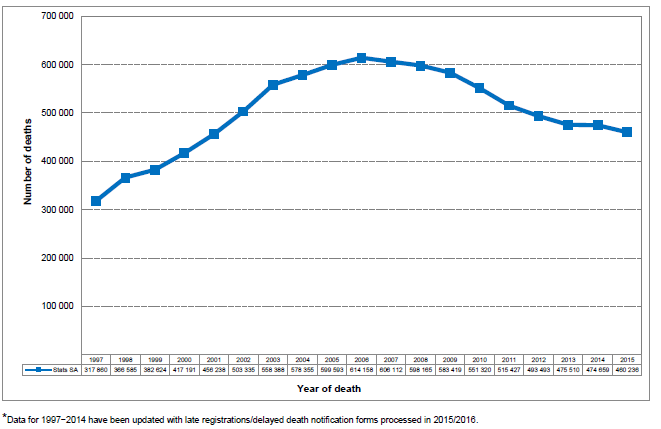 700 000
600 000
500 000
400 000
300 000
200 000
100 000
Number of deaths
1997 1998 1999 2000 2001 2002 2003 2004 2005 2006 2007 2008 2009 2010 2011 2012 2013 2014 2015
Stats SA 317 860 366 585 382 624 417 191 456 238 503 335 558 388 578 355 599 593 614 158 606 112 598 165 583 419 551 320 515 427 493 493 475 510 474 659 460 236
Year of death
*Data for 1997−2014 have been updated with late registrations/delayed death notification forms processed in 2015/2016.